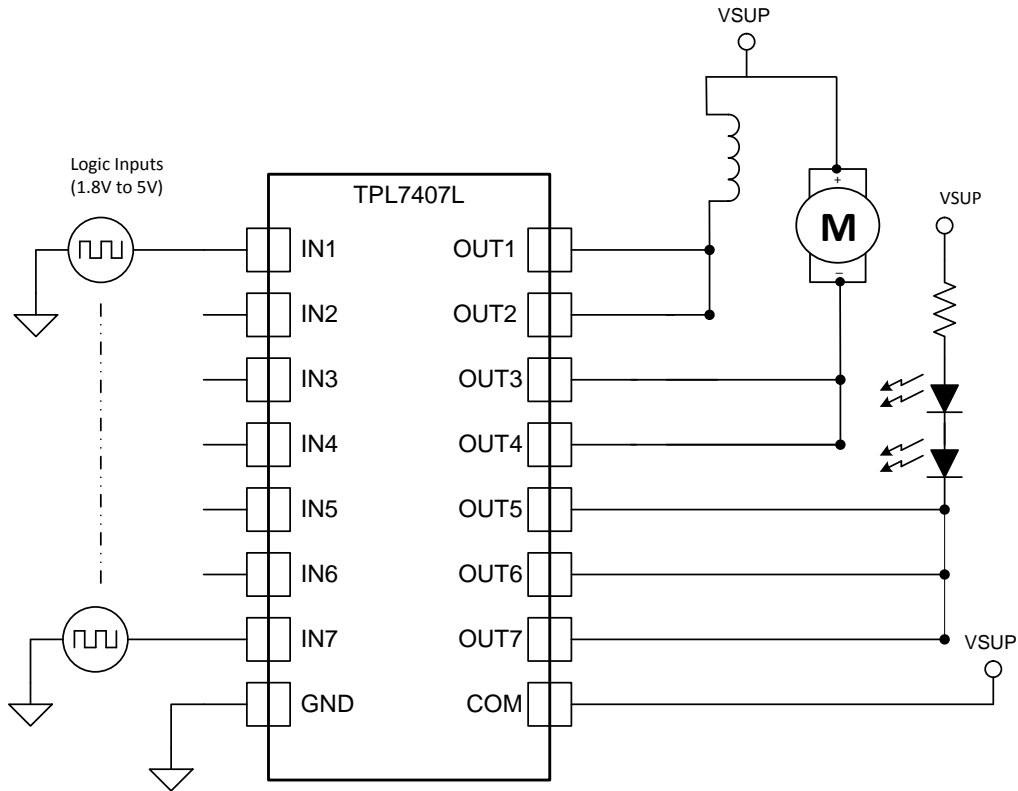 VSUP
Logic Inputs
(1.8V to 5V)
TPL7407L
+
M
–
VSUP
IN1
OUT1
IN2
OUT2
IN3
OUT3
IN4
OUT4
IN5
OUT5
IN6
OUT6
IN7
OUT7
VSUP
GND
COM